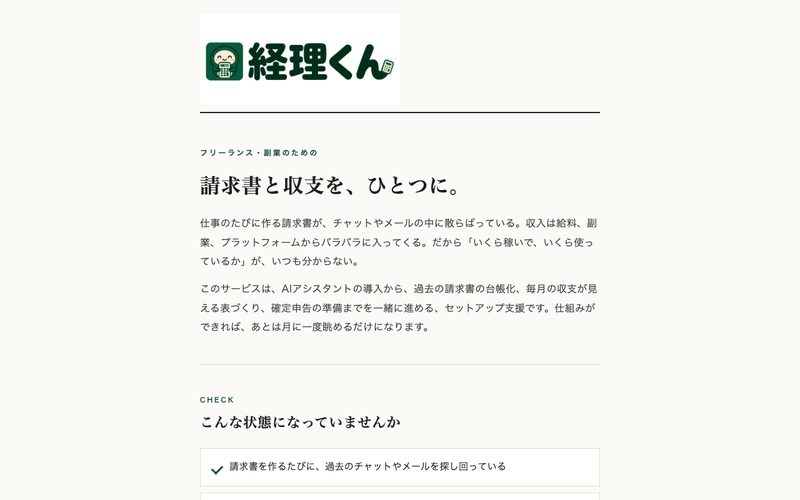 経理くん
フリーランス・副業のための
請求書と収支を、ひとつに。
仕事のたびに作る請求書が、チャットやメールの中に散らばっている。収入は給料、副
業、プラットフォームからバラバラに入ってくる。だから「いくら稼いで、いくら使っ
ているか」が、いつも分からない。
このサービスは、AIアシスタントの導入から、過去の請求書の台帳化、毎月の収支が見
える表づくり、確定申告の準備までを一緒に進める、セットアップ支援です。仕組みが
できれば、あとは月に一度眺めるだけになります。
CHECK
こんな状態になっていませんか
請求書を作るたびに、過去のチャットやメールを探し回っている